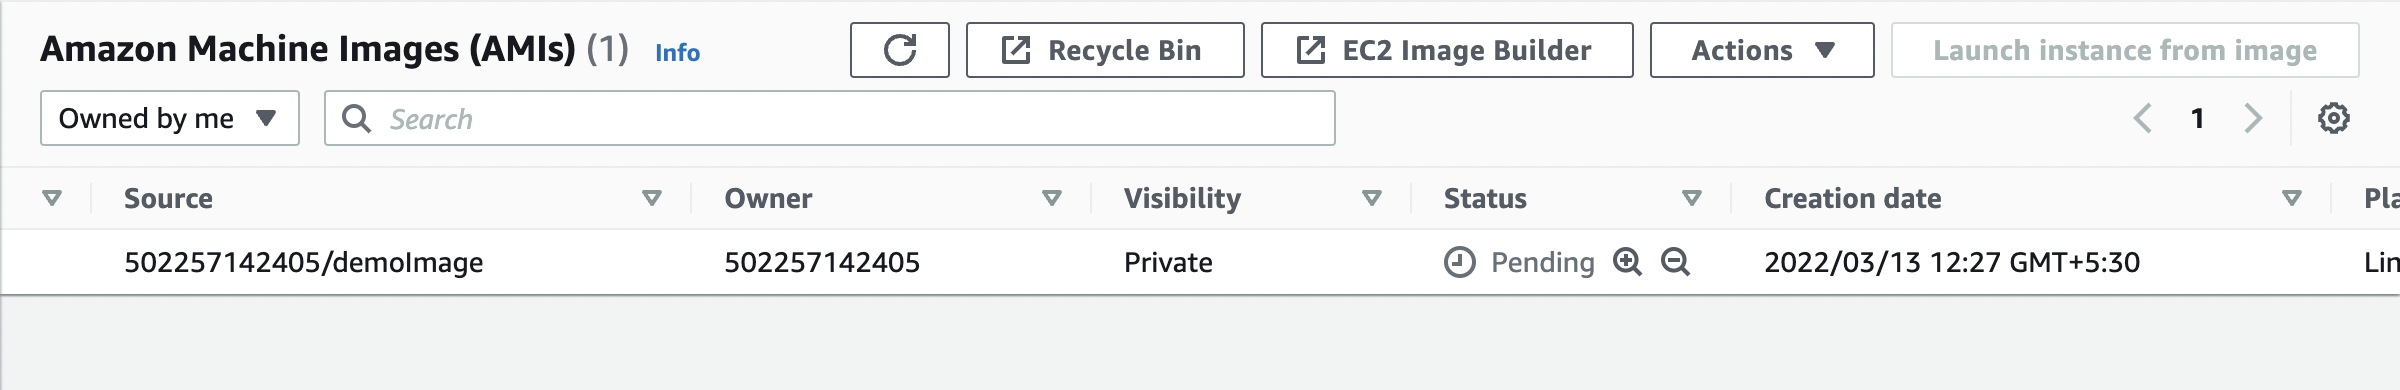 Amazon Machine Images (AMIs) (1) Info Recycle Bin EC2 Image Builder Actions Launch instance from image
Owned by me Search 1
Source Owner Visibility Status Creation date Pla
502257142405/demoImage 502257142405 Private Pending 2022/03/13 12:27 GMT+5:30 Lin